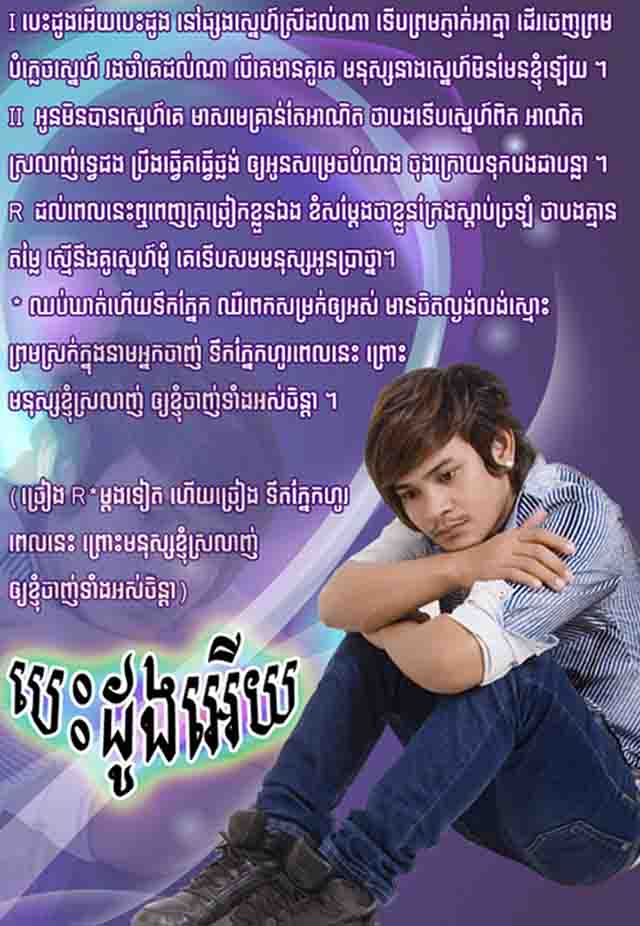 I បេះដូងអើយបេះដូង នៅផ្សងស្នេហ៍ស្រីដល់ណា ទើបព្រមភ្ញាក់អាត្មា ដើរចេញព្រម
បំភ្លេចស្នេហ៍ រងចាំគេដល់ណា បើគេមានគូគេ មនុស្សនាងស្នេហ៍មិនមែនខ្ញុំឡើយ ។
II អូនមិនបានស្នេហ៍គេ មាសមេគ្រាន់តែអាណិត ថាបងទើបស្នេហ៍ពិត អាណិត
ស្រលាញ់ទ្វេដង ប្រឹងធ្វើគធ្វើថ្លង់ ឲ្យអូនសម្រេចបំណង ចុងក្រោយទុកបងជាបន្លា ។
R ដល់ពេលនេះឮពេញត្រចៀកខ្លួនឯង ខំសម្តែងថាខ្លួនក្រែងស្តាប់ច្រឡំ ថាបងគ្មាន
តម្លៃ ស្មើនឹងគូស្នេហ៍មុំ គេទើបសមមនុស្សអូនប្រាថ្នា។
* ឈប់ឃាត់ហើយទឹកភ្នែក ឈឺពេកសម្រក់ឲ្យអស់ មានចិតល្ងង់លង់ស្មោះ
ព្រមស្រក់ក្នុងនាមអ្នកចាញ់ ទឹកភ្នែកហូរពេលនេះ ព្រោះ
មនុស្សខ្ញុំស្រលាញ់ ឲ្យខ្ញុំចាញ់ទាំងអស់ចិន្តា ។
(ច្រៀង R*ម្តងទៀត ហើយច្រៀង ទឹកភ្នែកហូរ
ពេលនេះ ព្រោះមនុស្សខ្ញុំស្រលាញ់
ឲ្យខ្ញុំចាញ់ទាំងអស់ចិន្តា)
បេះដូងអើយ